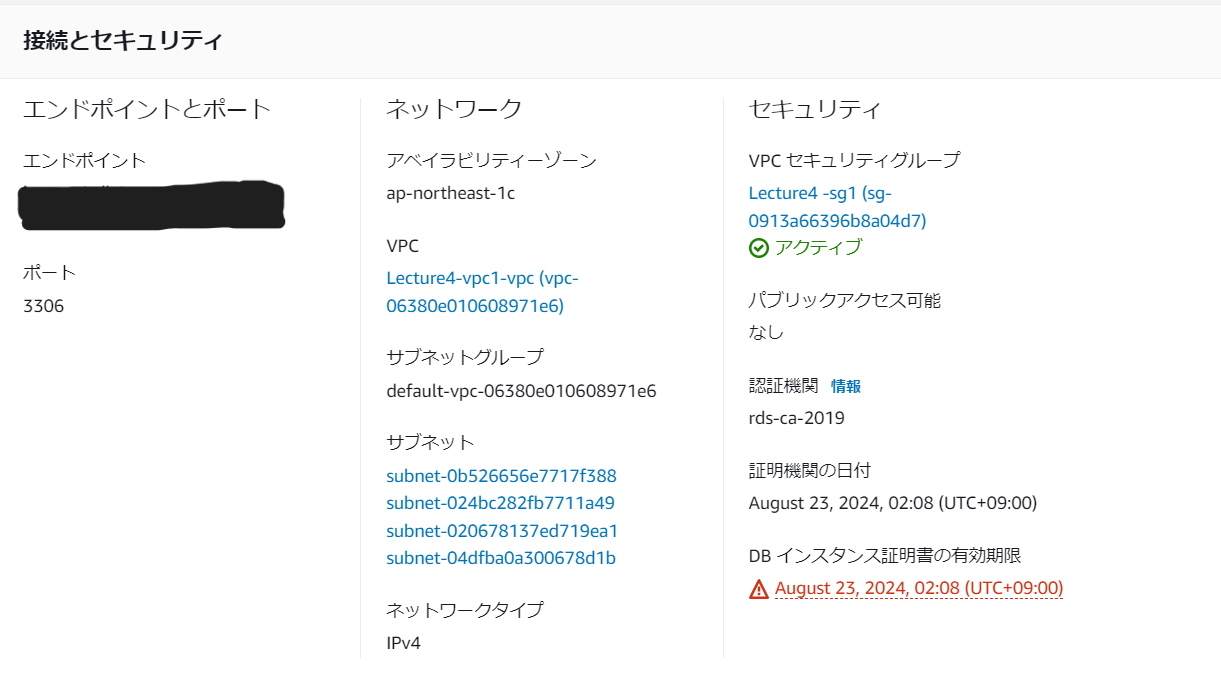 接続とセキュリティ
エンドポイントとポート
エンドポイント
ポート
3306
ネットワーク
アベイラビリティーゾーン
ap-northeast-1c
VPC
Lecture4-vpc1-vpc (vpc-
06380e010608971e6)
サブネットグループ
default-vpc-06380e010608971e6
サブネット
subnet-0b526656e7717f388
subnet-024bc282fb7711a49
subnet-020678137ed719ea1
subnet-04dfba0a300678d1b
ネットワークタイプ
IPv4
セキュリティ
VPC セキュリティグループ
Lecture4 -sg1 (sg-
0913a66396b8a04d7)
アクティブ
パブリックアクセス可能
なし
認証機関 情報
rds-ca-2019
証明機関の日付
August 23, 2024, 02:08 (UTC+09:00)
DB インスタンス証明書の有効期限
August 23, 2024, 02:08 (UTC+09:00)